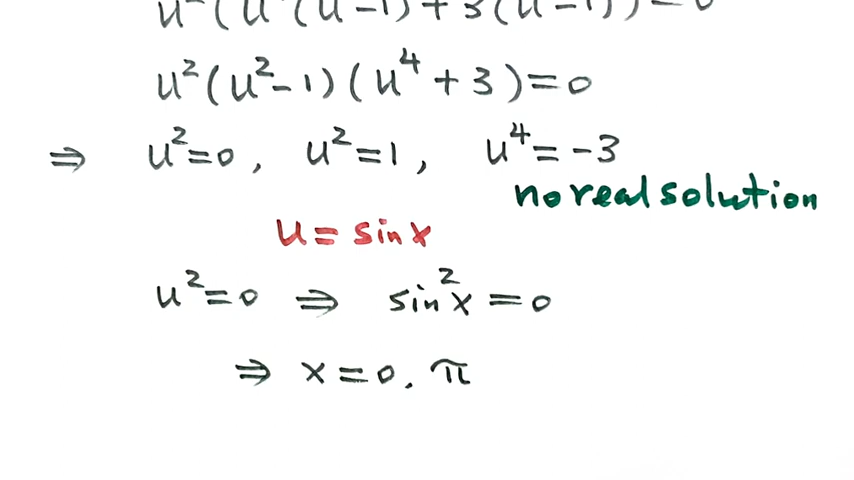 u²(u²-1)(u⁴+3)=0
⇒ u²=0, u²=1, u⁴=-3
no real solution
u=sinx
u²=0 ⇒ sin²x=0
⇒ x=0. π